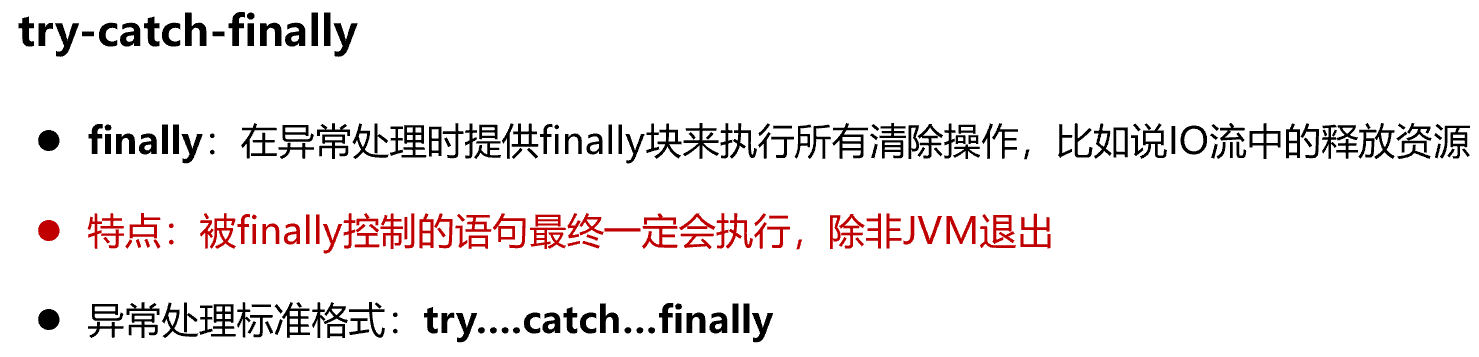 try-catch-finally
● finally：在异常处理时提供finally块来执行所有清除操作，比如说IO流中的释放资源
● 特点：被finally控制的语句最终一定会执行，除非JVM退出
● 异常处理标准格式：try....catch...finally